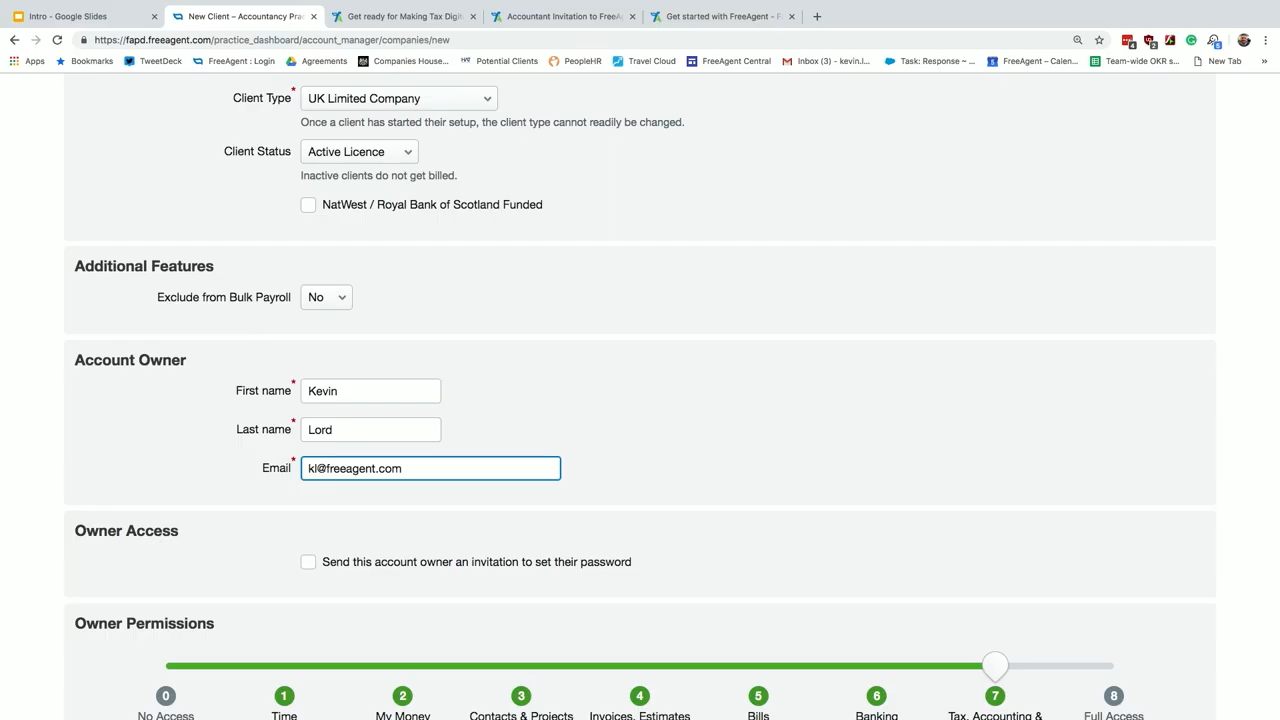 Intro - Google Slides
New Client – Accountancy Prac
Get ready for Making Tax Digit
Accountant Invitation to FreeAg
Get started with FreeAgent - F
https://fapd.freeagent.com/practice_dashboard/account_manager/companies/new
Apps
Bookmarks
TweetDeck
FreeAgent : Login
Agreements
Companies House...
Potential Clients
PeopleHR
Travel Cloud
FreeAgent Central
Inbox (3) - kevin.l...
Task: Response ~ ...
FreeAgent – Calen...
Team-wide OKR s...
New Tab
»
Client Type*
UK Limited Company
Once a client has started their setup, the client type cannot readily be changed.
Client Status
Active Licence
Inactive clients do not get billed.
NatWest / Royal Bank of Scotland Funded
Additional Features
Exclude from Bulk Payroll
No
Account Owner
First name*
Kevin
Last name*
Lord
Email*
kl@freeagent.com
Owner Access
Send this account owner an invitation to set their password
Owner Permissions
0 1 2 3 4 5 6 7 8
No Access Time My Money Contacts & Projects Invoices, Estimates Bills Banking Tax, Accounting & Full Access